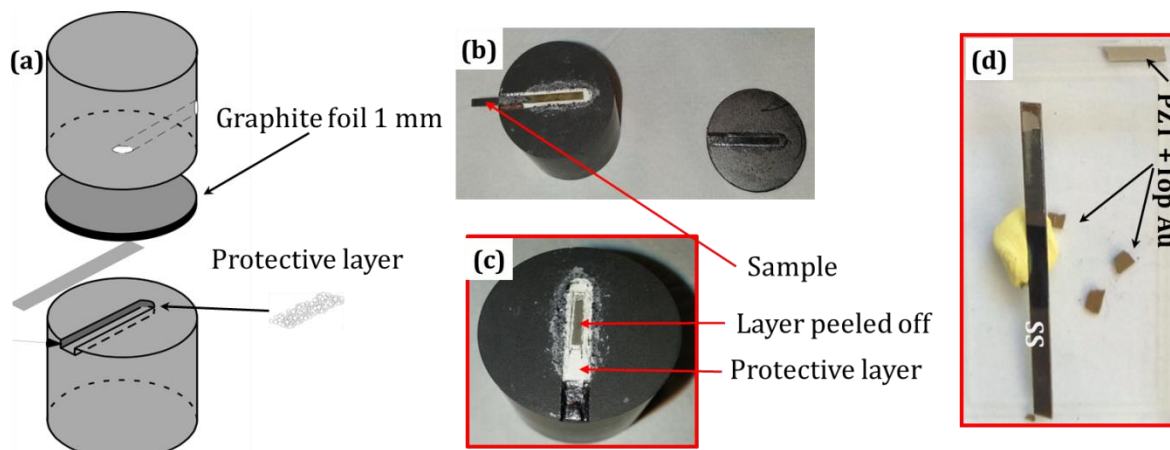 (a)
Graphite foil 1 mm
Protective layer
(b)
Sample
(c)
Layer peeled off
Protective layer
(d)
PZT + Top Au
SS